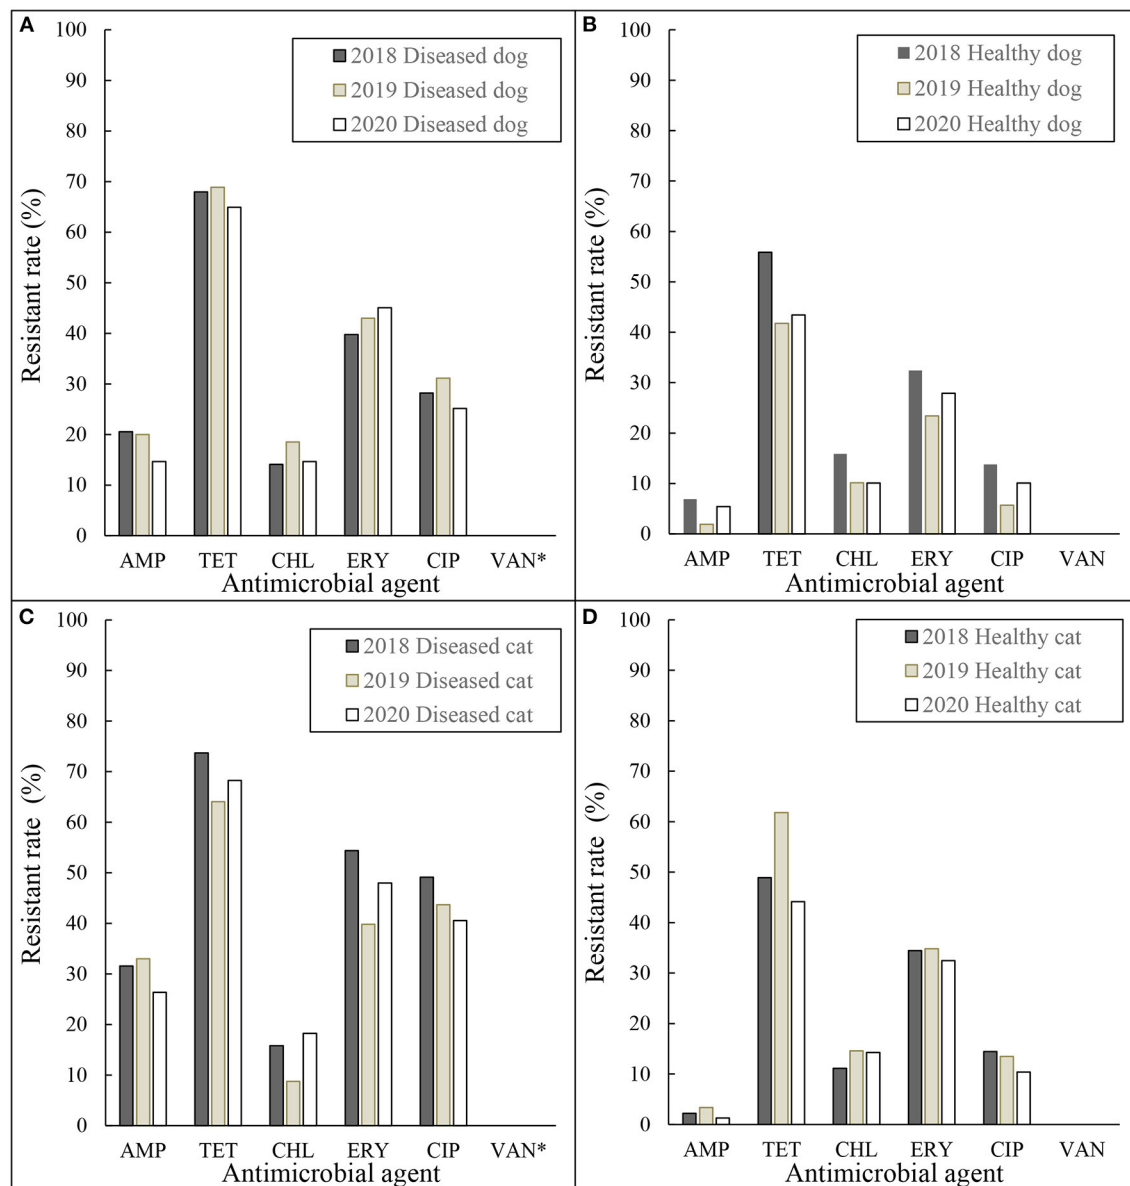 A
100
90
80
70
60
50
40
30
20
10
0
Resistant rate (%)
2018 Diseased dog
2019 Diseased dog
2020 Diseased dog
AMP TET CHL ERY CIP VAN*
Antimicrobial agent
B
100
90
80
70
60
50
40
30
20
10
0
Resistant rate (%)
2018 Healthy dog
2019 Healthy dog
2020 Healthy dog
AMP TET CHL ERY CIP VAN
Antimicrobial agent
C
100
90
80
70
60
50
40
30
20
10
0
Resistant rate (%)
2018 Diseased cat
2019 Diseased cat
2020 Diseased cat
AMP TET CHL ERY CIP VAN*
Antimicrobial agent
D
100
90
80
70
60
50
40
30
20
10
0
Resistant rate (%)
2018 Healthy cat
2019 Healthy cat
2020 Healthy cat
AMP TET CHL ERY CIP VAN
Antimicrobial agent